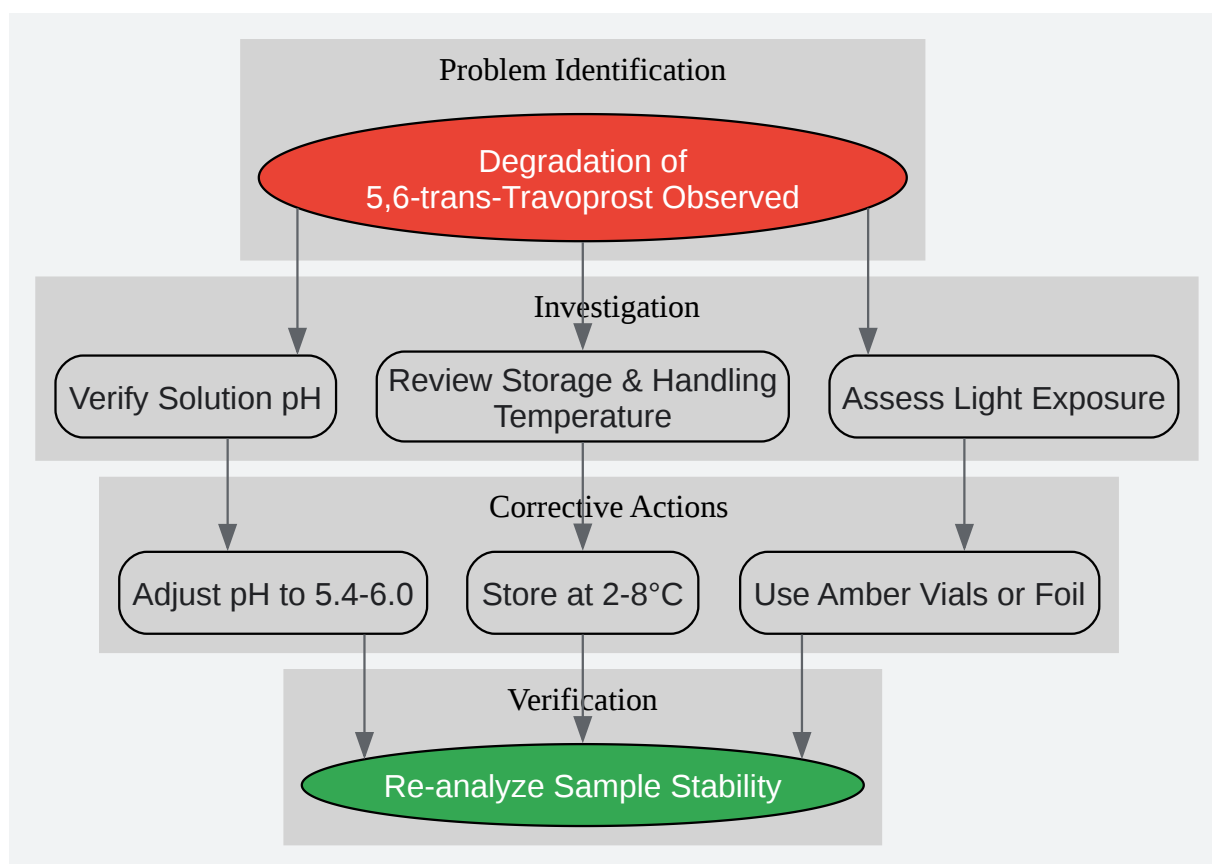 Problem Identification
Degradation of
5,6-trans-Travoprost Observed
Investigation
Verify Solution pH
Review Storage & Handling
Temperature
Assess Light Exposure
Corrective Actions
Adjust pH to 5.4-6.0
Store at 2-8°C
Use Amber Vials or Foil
Verification
Re-analyze Sample Stability